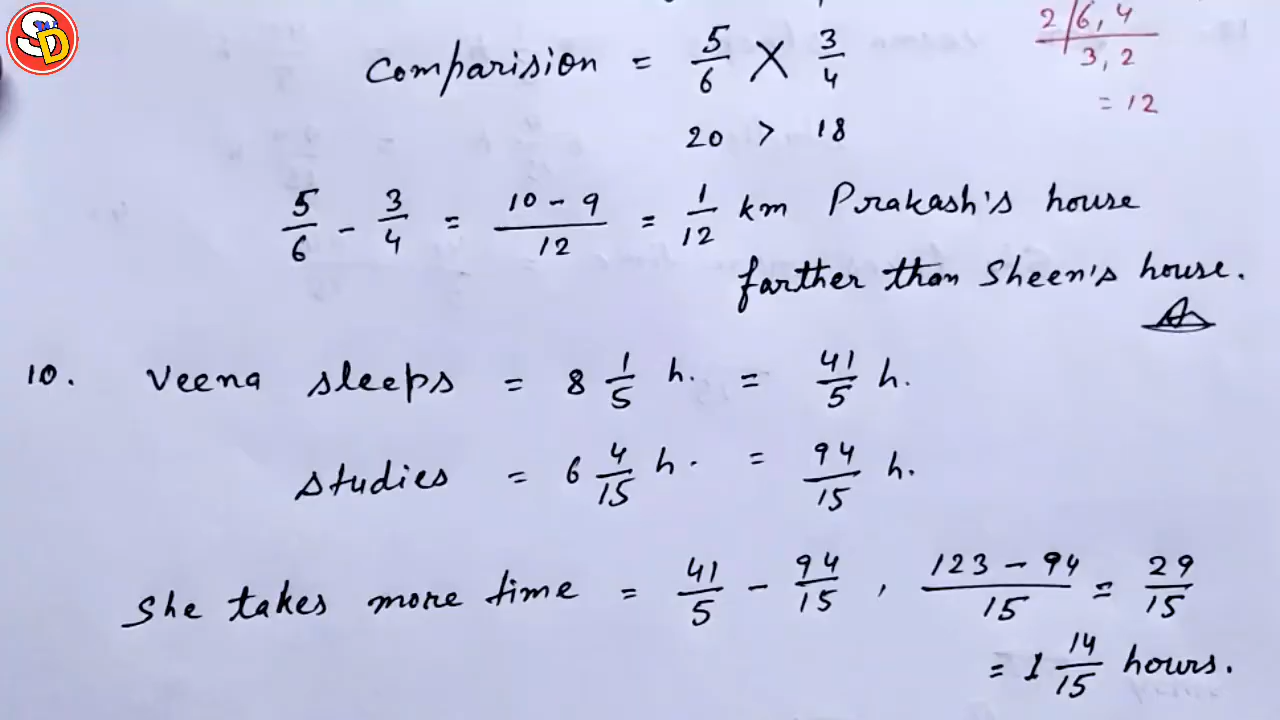 SD
2 | 6, 4
3, 2
= 12
Comparision = 5/6 X 3/4
20 > 18
5/6 - 3/4 = 10 - 9/12 = 1/12 km Prakash's house
farther than Sheen's house.
10. Veena sleeps = 8 1/5 h. = 41/5 h.
studies = 6 4/15 h. = 94/15 h.
She takes more time = 41/5 - 94/15 , 123 - 94/15 = 29/15
= 1 14/15 hours.